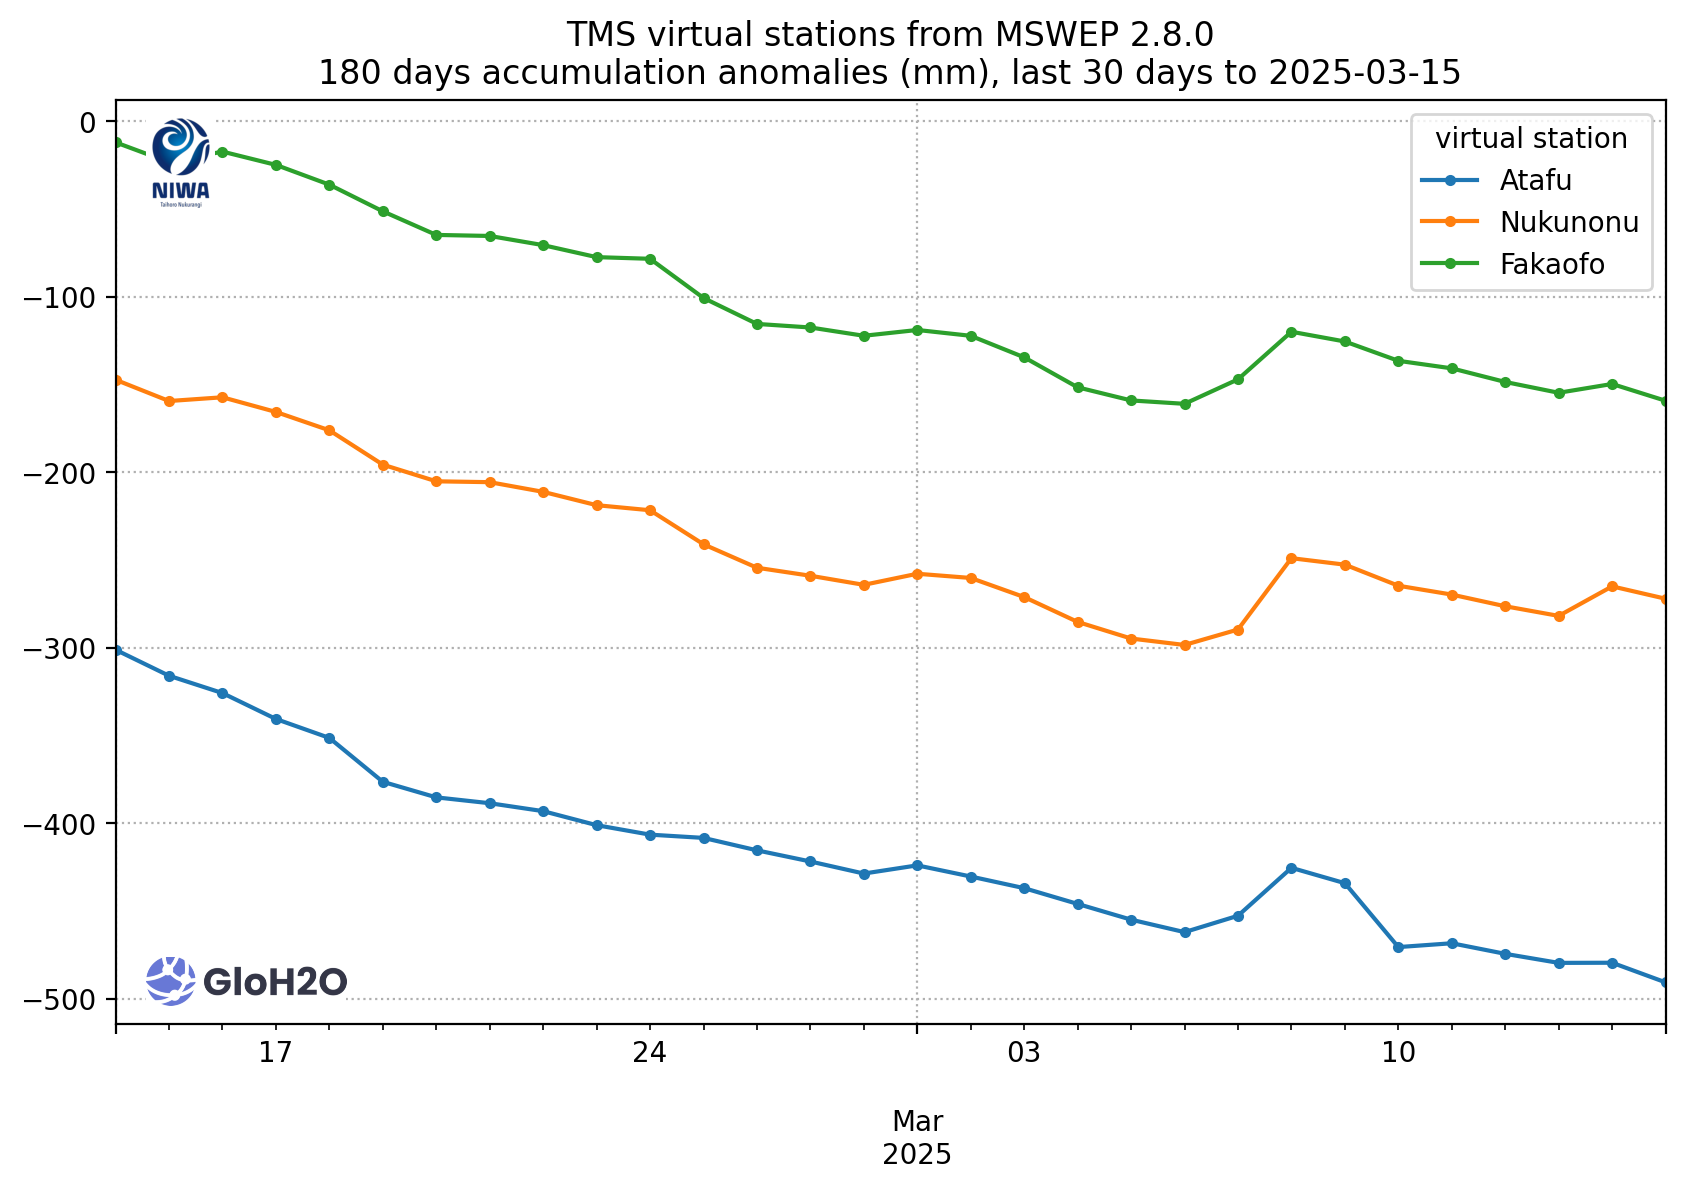 TMS virtual stations from MSWEP 2.8.0
180 days accumulation anomalies (mm), last 30 days to 2025-03-15
0
−100
−200
−300
−400
−500
NIWA
Taihoro Nukurangi
virtual station
Atafu
Nukunonu
Fakaofo
GloH2O
17
24
03
10
Mar
2025